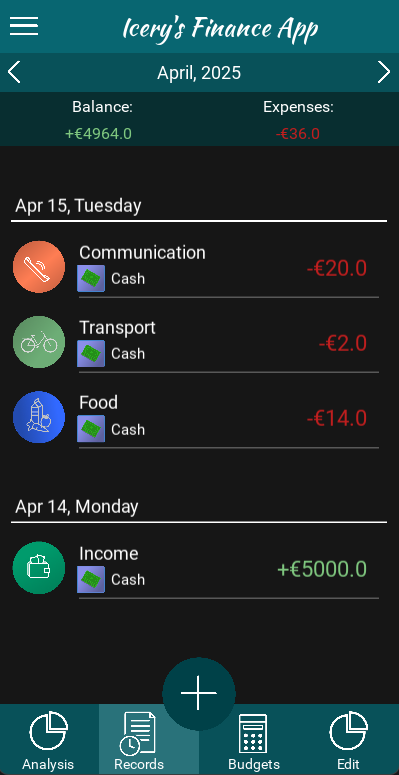 Icery's Finance App
April, 2025
Balance: Expenses:
+€4964.0 -€36.0
Apr 15, Tuesday
Communication
Cash
-€20.0
Transport
Cash
-€2.0
Food
Cash
-€14.0
Apr 14, Monday
Income
Cash
+€5000.0
Analysis Records Budgets Edit